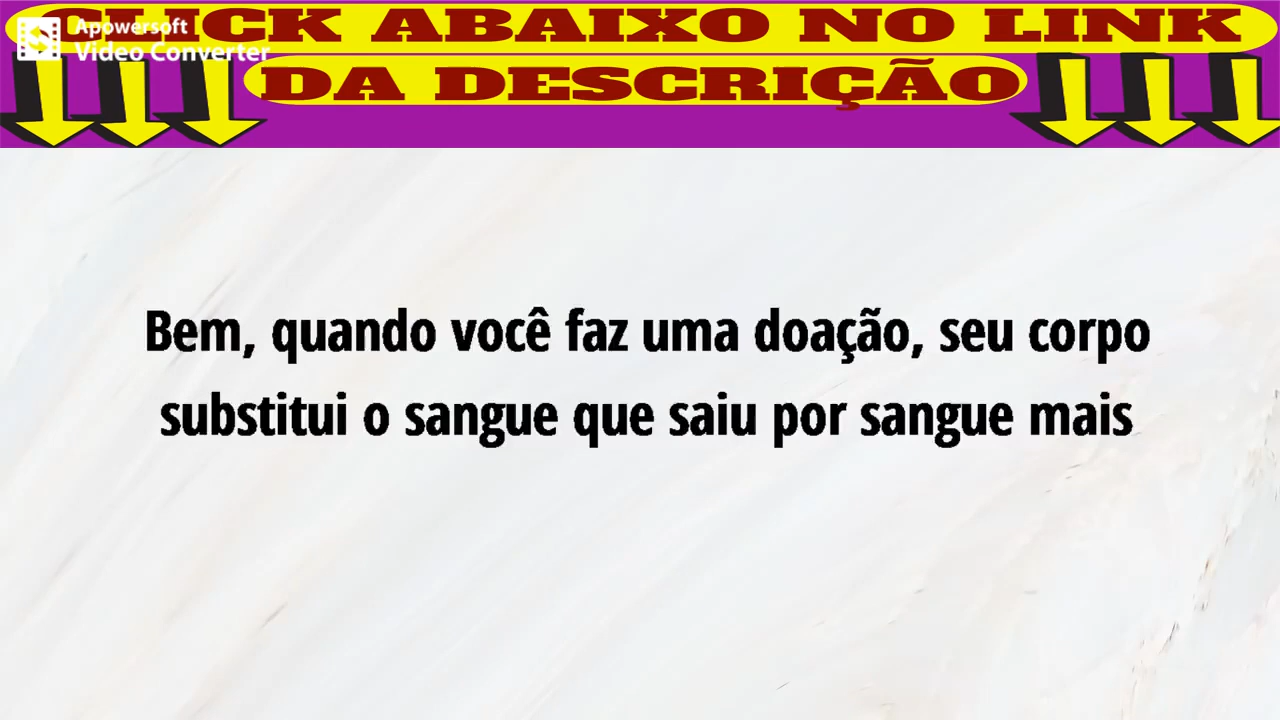 CLICK ABAIXO NO LINK
DA DESCRIÇÃO
Apowersoft
Video Converter
Bem, quando você faz uma doação, seu corpo
substitui o sangue que saiu por sangue mais